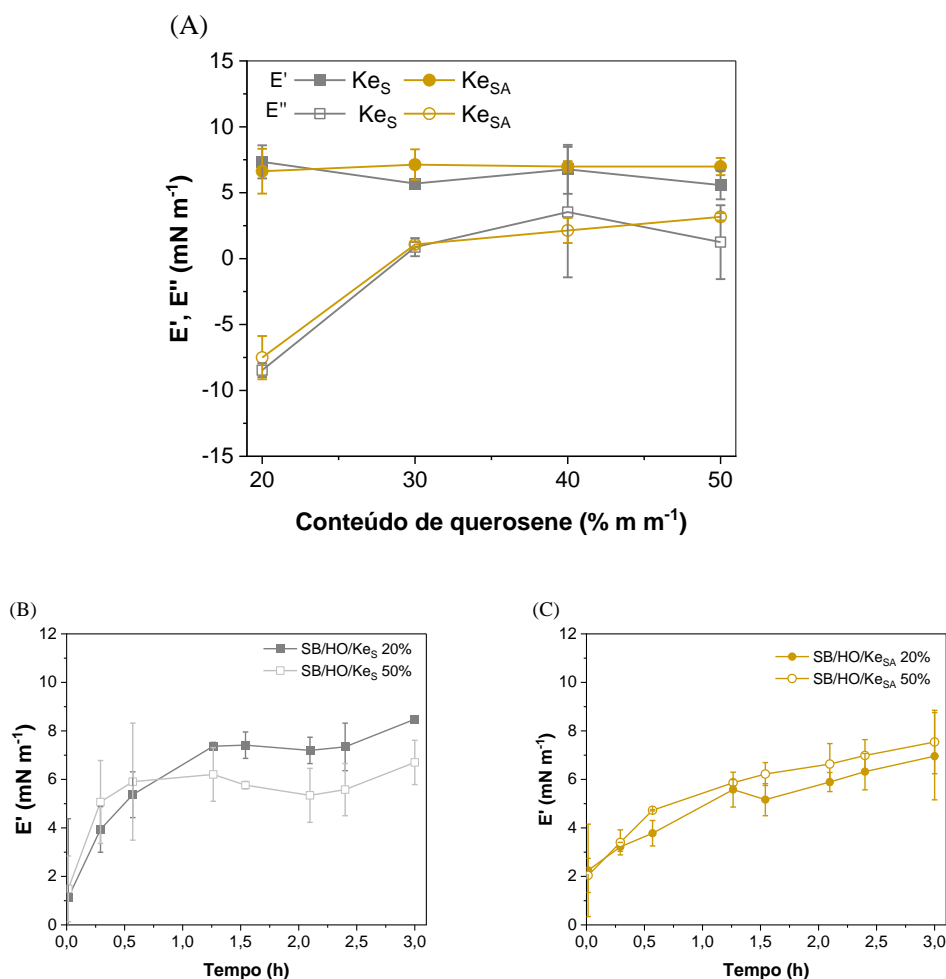 (A)
15
10
5
0
-5
-10
-15
E' Ke_S Ke_SA
E'' Ke_S Ke_SA
E', E'' (mN m⁻¹)
20 30 40 50
Conteúdo de querosene (% m m⁻¹)
(B)
12
10
8
6
4
2
0
SB/HO/Ke_S 20%
SB/HO/Ke_S 50%
E' (mN m⁻¹)
0,0 0,5 1,0 1,5 2,0 2,5 3,0
Tempo (h)
(C)
12
10
8
6
4
2
0
SB/HO/Ke_SA 20%
SB/HO/Ke_SA 50%
E' (mN m⁻¹)
0,0 0,5 1,0 1,5 2,0 2,5 3,0
Tempo (h)